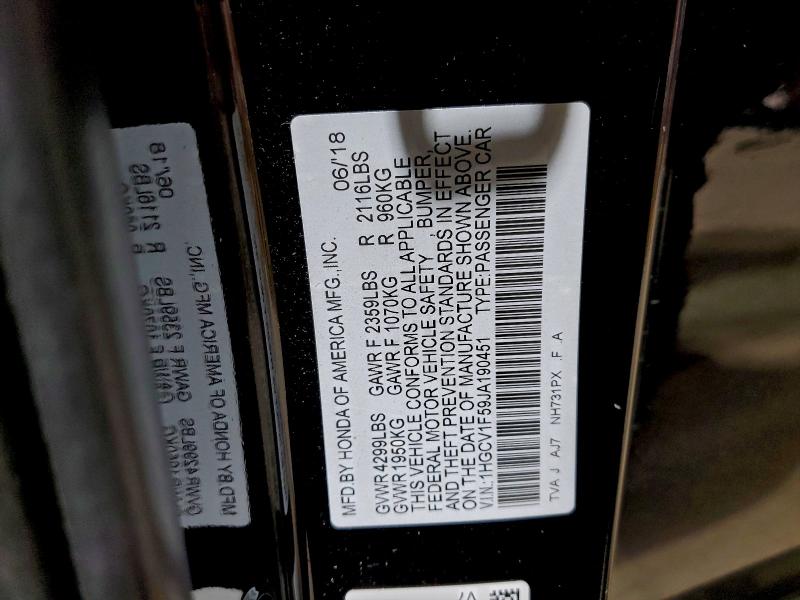 MFD.BY HONDA OF AMERICA MFG.,INC. 06/'18
GVWR 4299LBS GAWR F 2359LBS R 2116LBS
GVWR 1950KG GAWR F 1070KG R 960KG
THIS VEHICLE CONFORMS TO ALL APPLICABLE
FEDERAL MOTOR VEHICLE SAFETY , BUMPER,
AND THEFT PREVENTION STANDARDS IN EFFECT
ON THE DATE OF MANUFACTURE SHOWN ABOVE.
V.I.N.:1HGCV1F59JA190451 TYPE:PASSENGER CAR
TVA J AJ7 NH731PX .F .A